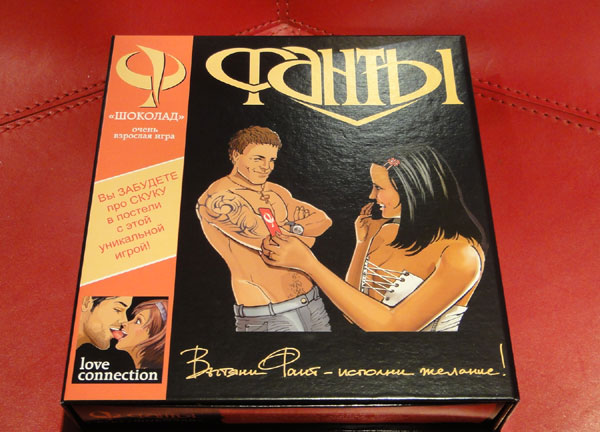 ФАНТЫ
«ШОКОЛАД»
очень
взрослая игра
Вы ЗАБУДЕТЕ
про СКУКУ
в постели
с этой
уникальной
игрой!
love
connection
Вытяни Фант - исполни желание!
Фанты